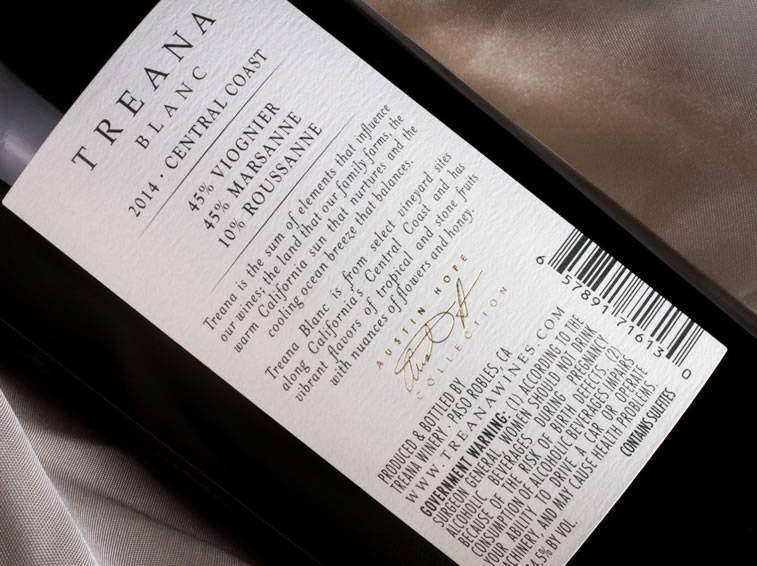 TREANA
BLANC
2014 · CENTRAL COAST
45% VIOGNIER
45% MARSANNE
10% ROUSSANNE
Treana is the sum of elements that influence
our wines; the land that our family farms, the
warm California sun that nurtures and the
cooling ocean breeze that balances.
Treana Blanc is from select vineyard sites
along California's Central Coast and has
vibrant flavors of tropical and stone fruits
with nuances of flowers and honey.
AUSTIN HOPE
COLLECTION
PRODUCED & BOTTLED BY
TREANA WINERY · PASO ROBLES, CA
WWW.TREANAWINES.COM
GOVERNMENT WARNING: (1) ACCORDING TO THE
SURGEON GENERAL, WOMEN SHOULD NOT DRINK
ALCOHOLIC BEVERAGES DURING PREGNANCY
BECAUSE OF THE RISK OF BIRTH DEFECTS. (2)
CONSUMPTION OF ALCOHOLIC BEVERAGES IMPAIRS
YOUR ABILITY TO DRIVE A CAR OR OPERATE
ACHINERY, AND MAY CAUSE HEALTH PROBLEMS.
4.5% BY VOL.
CONTAINS SULFITES
6 57891 71613 0